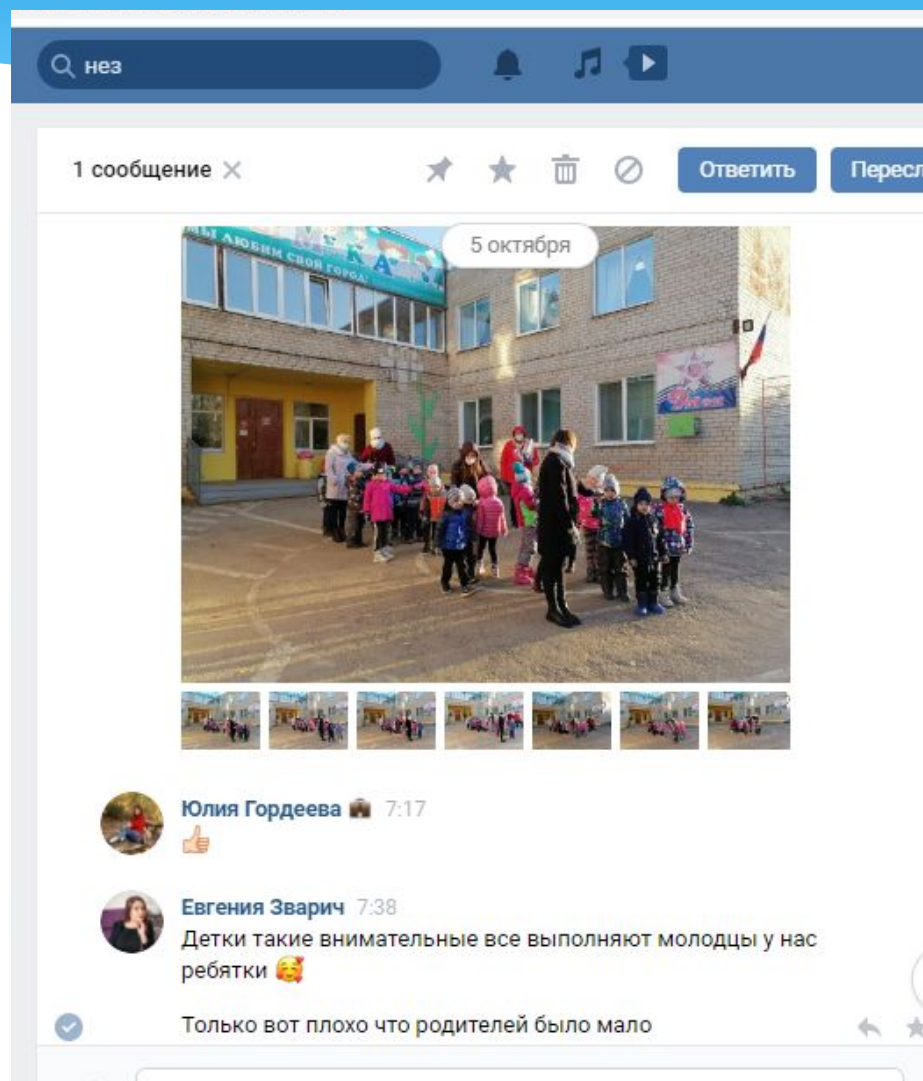 нез
1 сообщение
Ответить
Пересл
5 октября
МЫ ЛЮБИМ СВОЙ ГОРОД!
Юлия Гордеева 7:17
Евгения Зварич 7:38
Детки такие внимательные все выполняют молодцы у нас
ребятки
Только вот плохо что родителей было мало